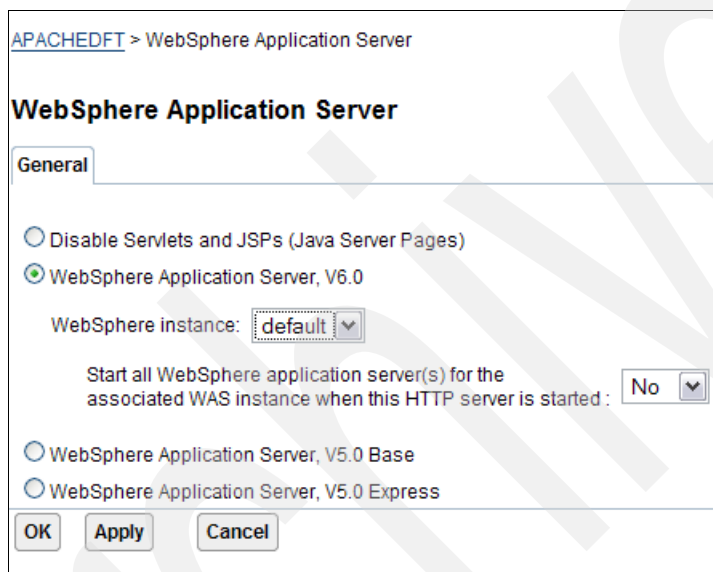 APACHEDFT > WebSphere Application Server
WebSphere Application Server
General
Disable Servlets and JSPs (Java Server Pages)
WebSphere Application Server, V6.0
WebSphere instance: default
Start all WebSphere application server(s) for the
associated WAS instance when this HTTP server is started : No
WebSphere Application Server, V5.0 Base
WebSphere Application Server, V5.0 Express
OK Apply Cancel